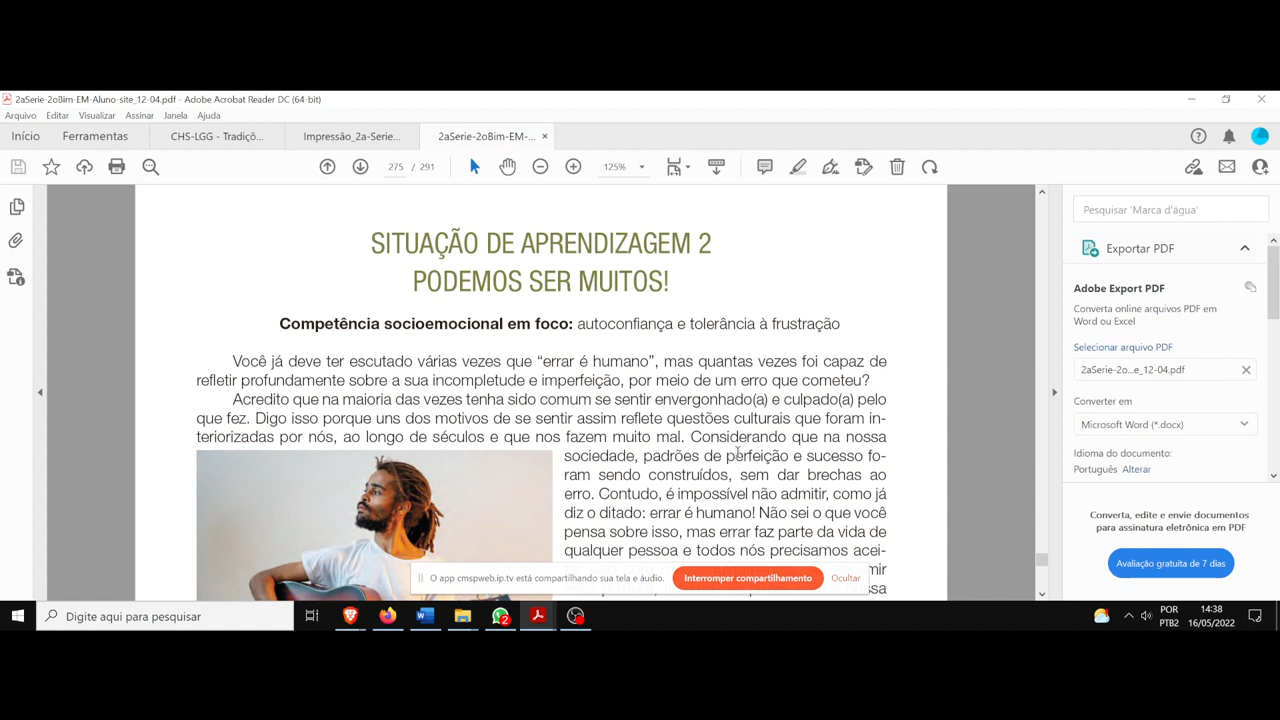 2aSerie-2oBim-EM-Aluno-site_12-04.pdf - Adobe Acrobat Reader DC (64-bit)
Arquivo Editar Visualizar Assinar Janela Ajuda
Início Ferramentas CHS-LGG - Tradiçõ... Impressão_2a-Serie... 2aSerie-2oBim-EM-... ×
275 / 291 125%
SITUAÇÃO DE APRENDIZAGEM 2
PODEMOS SER MUITOS!
Competência socioemocional em foco: autoconfiança e tolerância à frustração
Você já deve ter escutado várias vezes que “errar é humano”, mas quantas vezes foi capaz de
refletir profundamente sobre a sua incompletude e imperfeição, por meio de um erro que cometeu?
Acredito que na maioria das vezes tenha sido comum se sentir envergonhado(a) e culpado(a) pelo
que fez. Digo isso porque uns dos motivos de se sentir assim reflete questões culturais que foram in-
teriorizadas por nós, ao longo de séculos e que nos fazem muito mal. Considerando que na nossa
sociedade, padrões de perfeição e sucesso fo-
ram sendo construídos, sem dar brechas ao
erro. Contudo, é impossível não admitir, como já
diz o ditado: errar é humano! Não sei o que você
pensa sobre isso, mas errar faz parte da vida de
qualquer pessoa e todos nós precisamos acei-
O app cmspweb.ip.tv está compartilhando sua tela e áudio. Interromper compartilhamento Ocultar
Pesquisar 'Marca d'água'
Exportar PDF
Adobe Export PDF
Converta online arquivos PDF em
Word ou Excel
Selecionar arquivo PDF
2aSerie-2o...e_12-04.pdf
Converter em
Microsoft Word (*.docx)
Idioma do documento:
Português Alterar
Converta, edite e envie documentos
para assinatura eletrônica em PDF
Avaliação gratuita de 7 dias
Digite aqui para pesquisar
2
POR
PTB2
14:38
16/05/2022